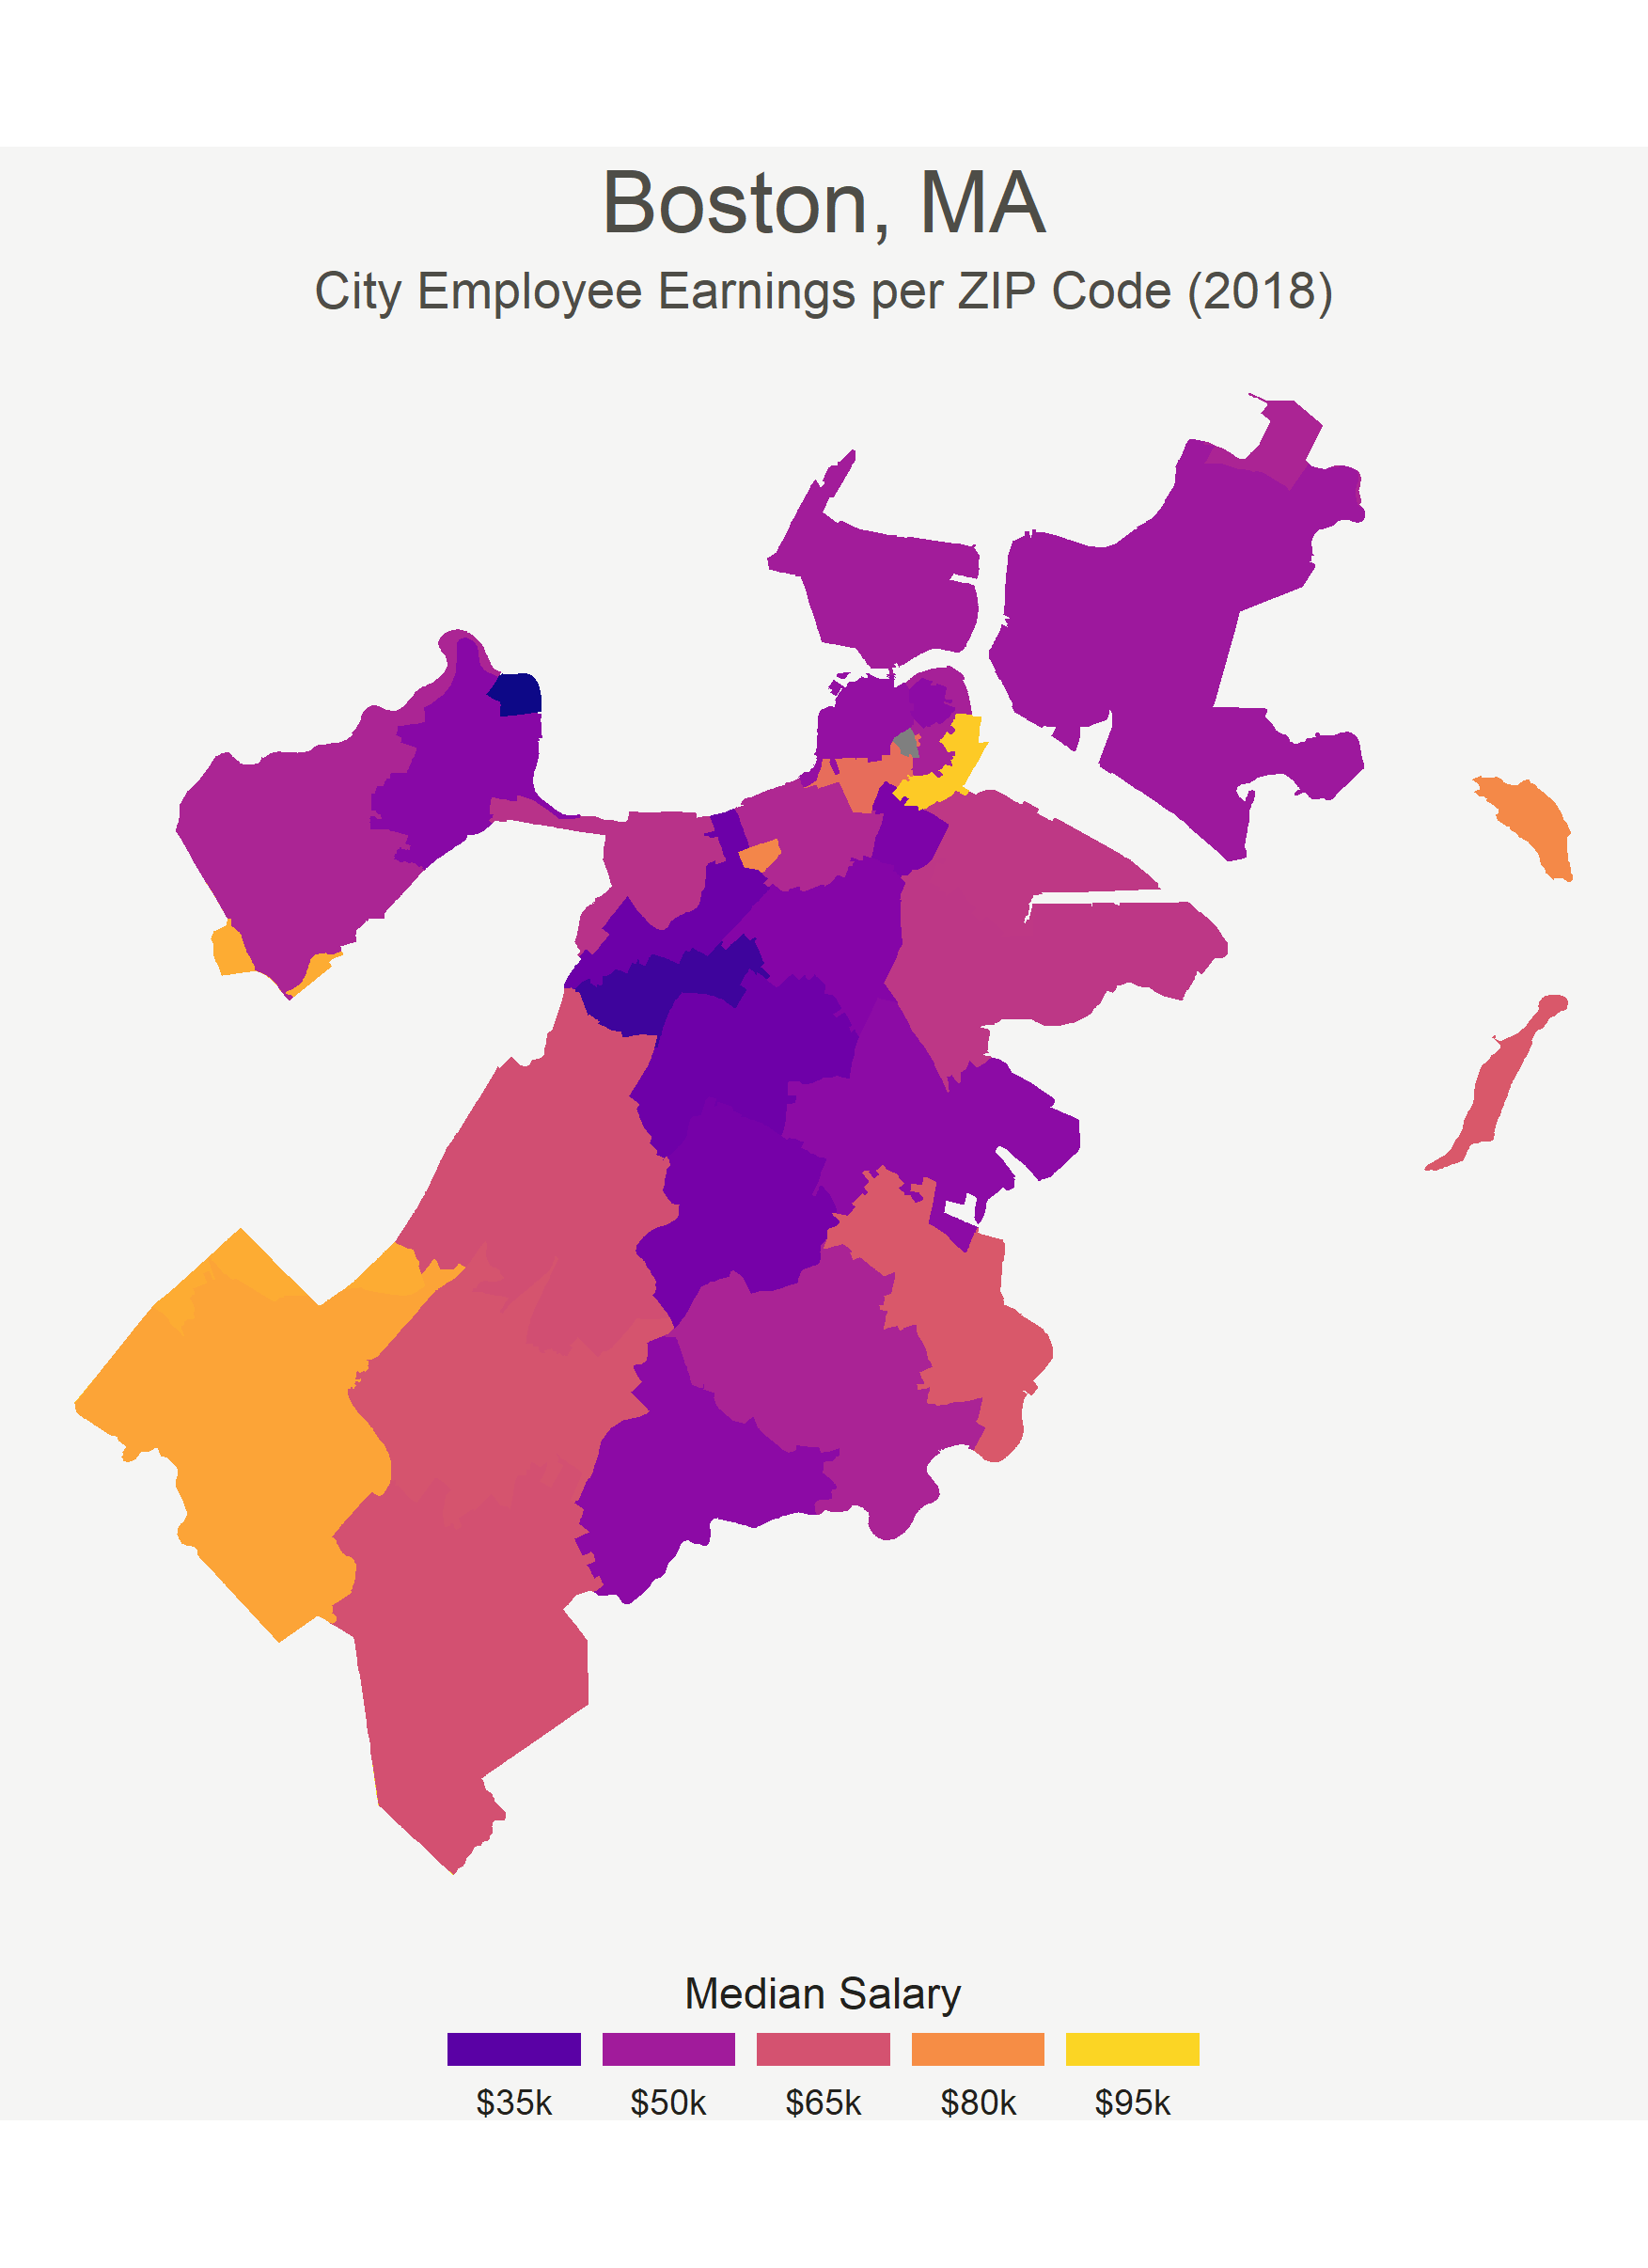 Boston, MA
City Employee Earnings per ZIP Code (2018)
Median Salary
$35k $50k $65k $80k $95k